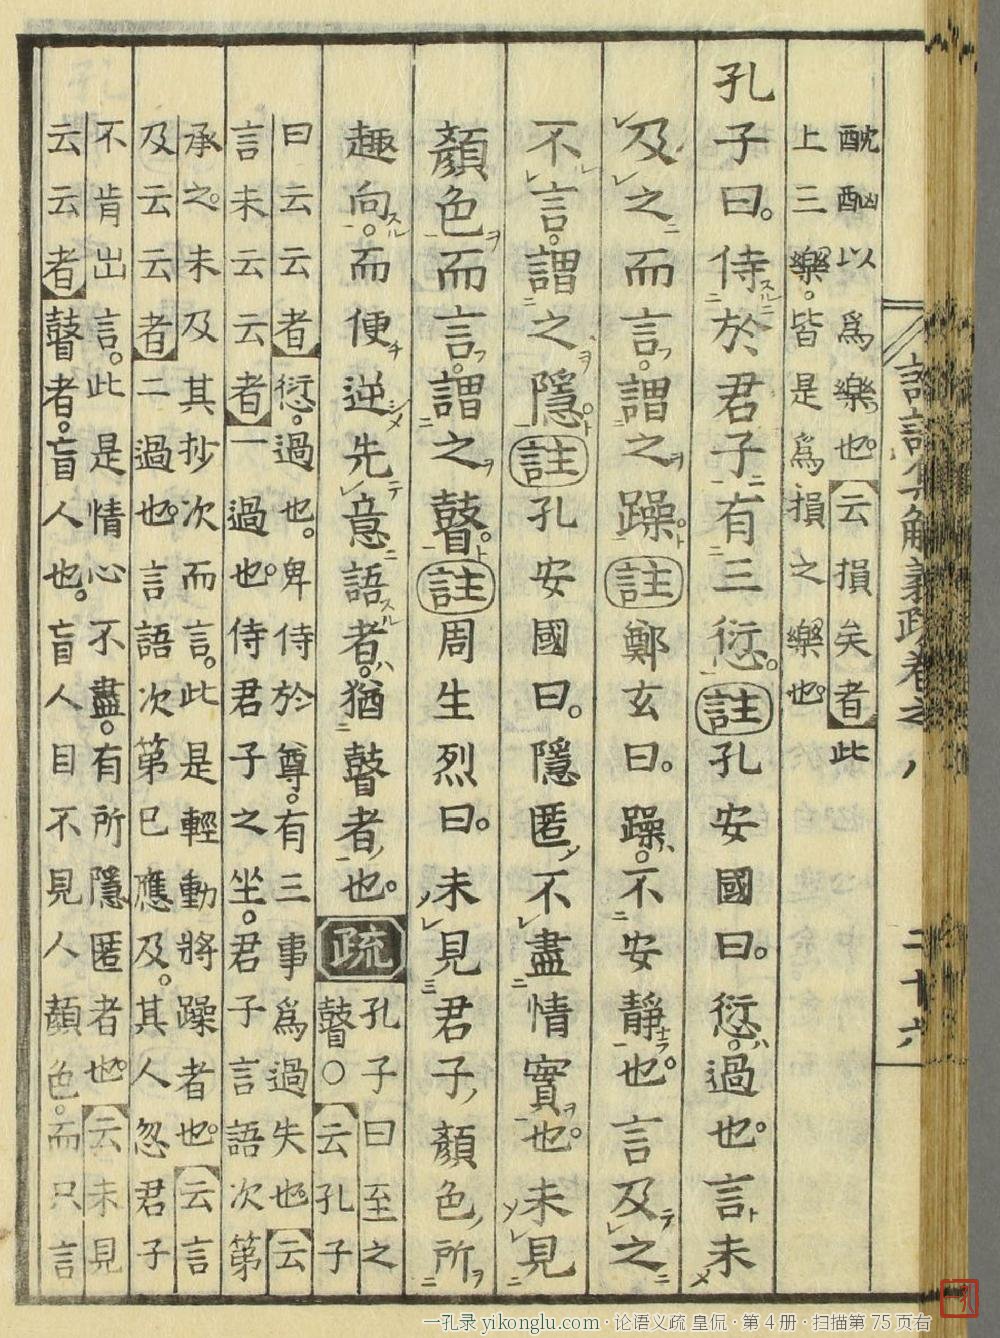 酖酗以爲樂也云損矣者此
上三樂。皆是爲損之樂也
孔子曰。侍於君子有三愆。註孔安國曰。愆。過也。言未
及之而言。謂之躁。註鄭玄曰。躁。不安靜也。言及之
不言。謂之隱。註孔安國曰。隱匿不盡情實也。未見
顏色而言。謂之瞽。註周生烈曰。未見君子顏色所
趣向。而便逆先意語者。猶瞽者也。疏孔子曰至之
瞽○云孔子
曰云云者愆。過也。卑侍於尊。有三事爲過失也云
言未云云者一過也。侍君子之坐。君子言語次第
承之。未及其抄次而言。此是輕動將躁者也。云言
及云云者二過也。言語次第已應及。其人忽君子
不肯出言。此是情心不盡。有所隱匿者也。云未見
云云者瞽者。盲人也。盲人目不見人顏色。而只言
論語集解義疏卷之八
二十六
一孔录 yikonglu.com · 论语义疏 皇侃 · 第 4 册 · 扫描第 75 页右